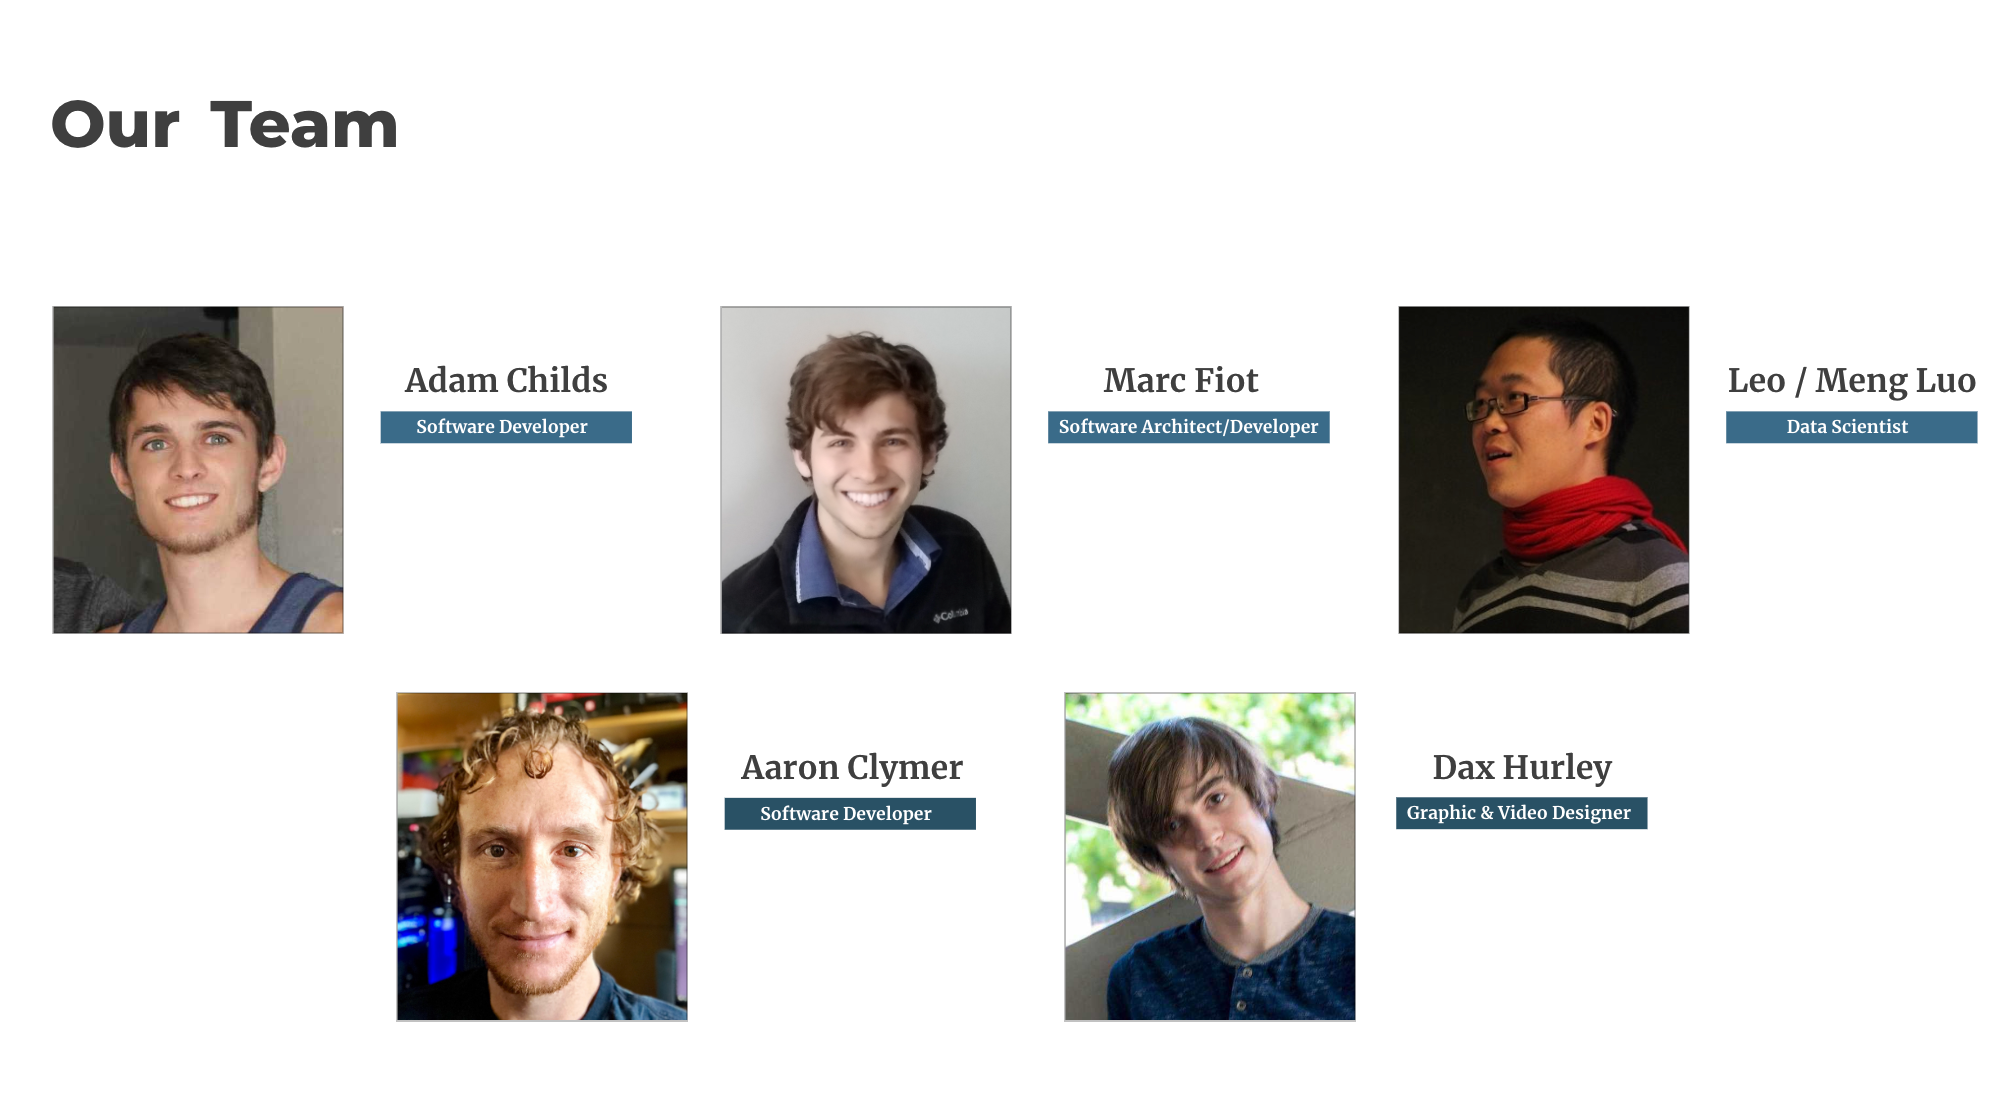 Our Team
Adam Childs
Software Developer
Marc Fiot
Software Architect/Developer
Leo / Meng Luo
Data Scientist
Columbia
Aaron Clymer
Software Developer
Dax Hurley
Graphic & Video Designer